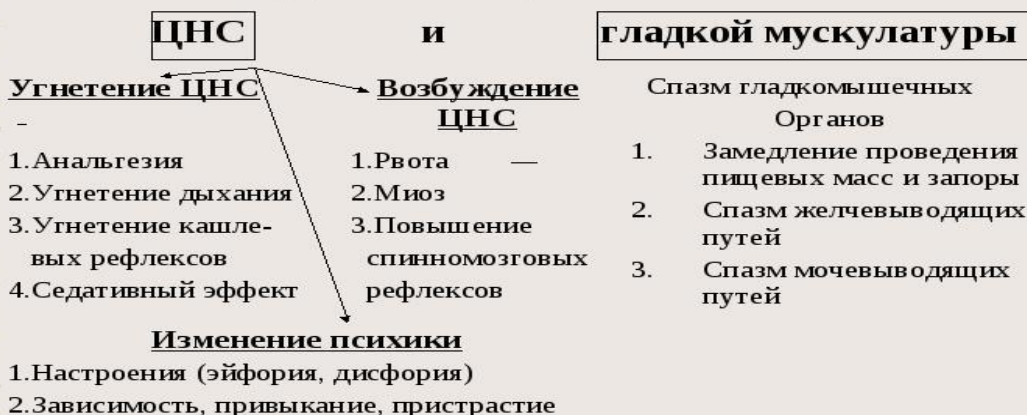 ЦНС и гладкой мускулатуры
Угнетение ЦНС
-
1.Анальгезия
2.Угнетение дыхания
3.Угнетение кашле-
вых рефлексов
4.Седативный эффект
Возбуждение
ЦНС
1.Рвота —
2.Миоз
3.Повышение
спинномозговых
рефлексов
Спазм гладкомышечных
Органов
1. Замедление проведения
пищевых масс и запоры
2. Спазм желчевыводящих
путей
3. Спазм мочевыводящих
путей
Изменение психики
1.Настроения (эйфория, дисфория)
2.Зависимость, привыкание, пристрастие